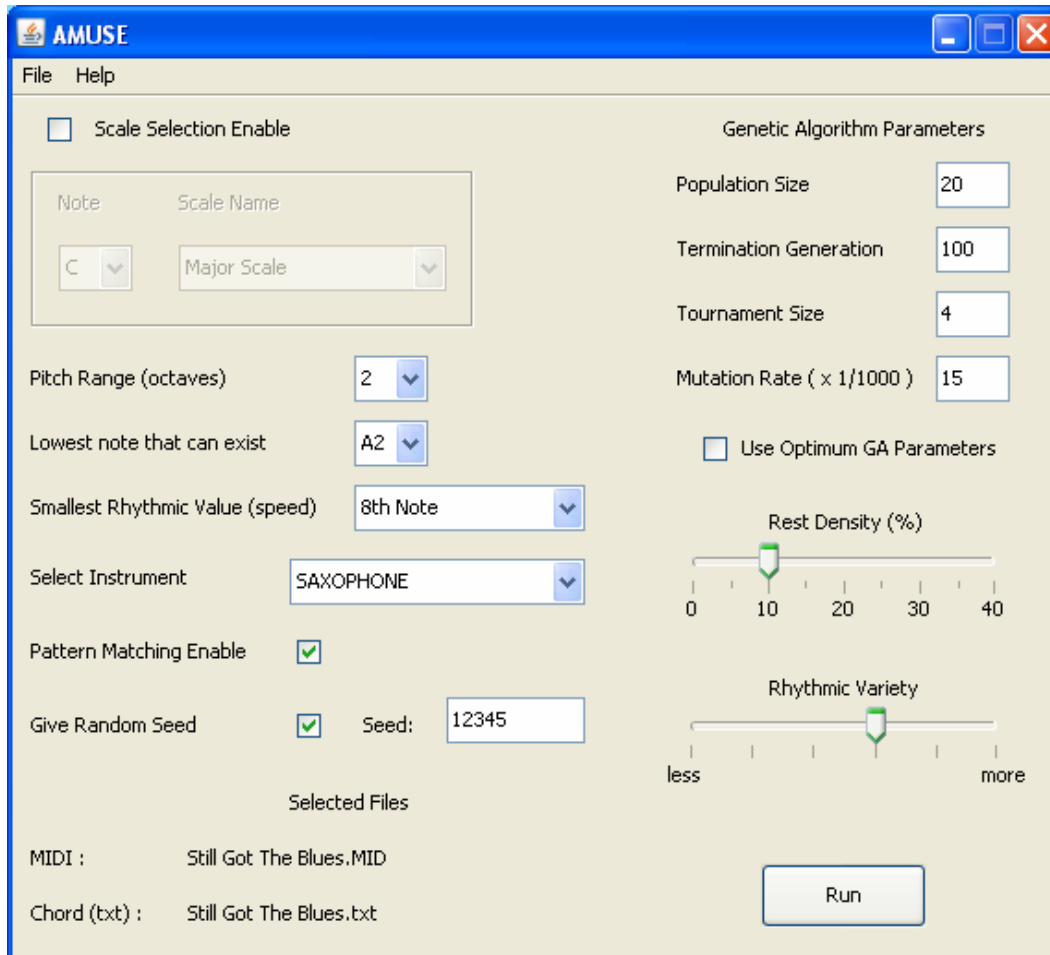 AMUSE
File Help
Scale Selection Enable
Note Scale Name
C Major Scale
Pitch Range (octaves) 2
Lowest note that can exist A2
Smallest Rhythmic Value (speed) 8th Note
Select Instrument SAXOPHONE
Pattern Matching Enable
Give Random Seed Seed: 12345
Selected Files
MIDI : Still Got The Blues.MID
Chord (txt) : Still Got The Blues.txt
Genetic Algorithm Parameters
Population Size 20
Termination Generation 100
Tournament Size 4
Mutation Rate ( x 1/1000 ) 15
Use Optimum GA Parameters
Rest Density (%)
0 10 20 30 40
Rhythmic Variety
less more
Run